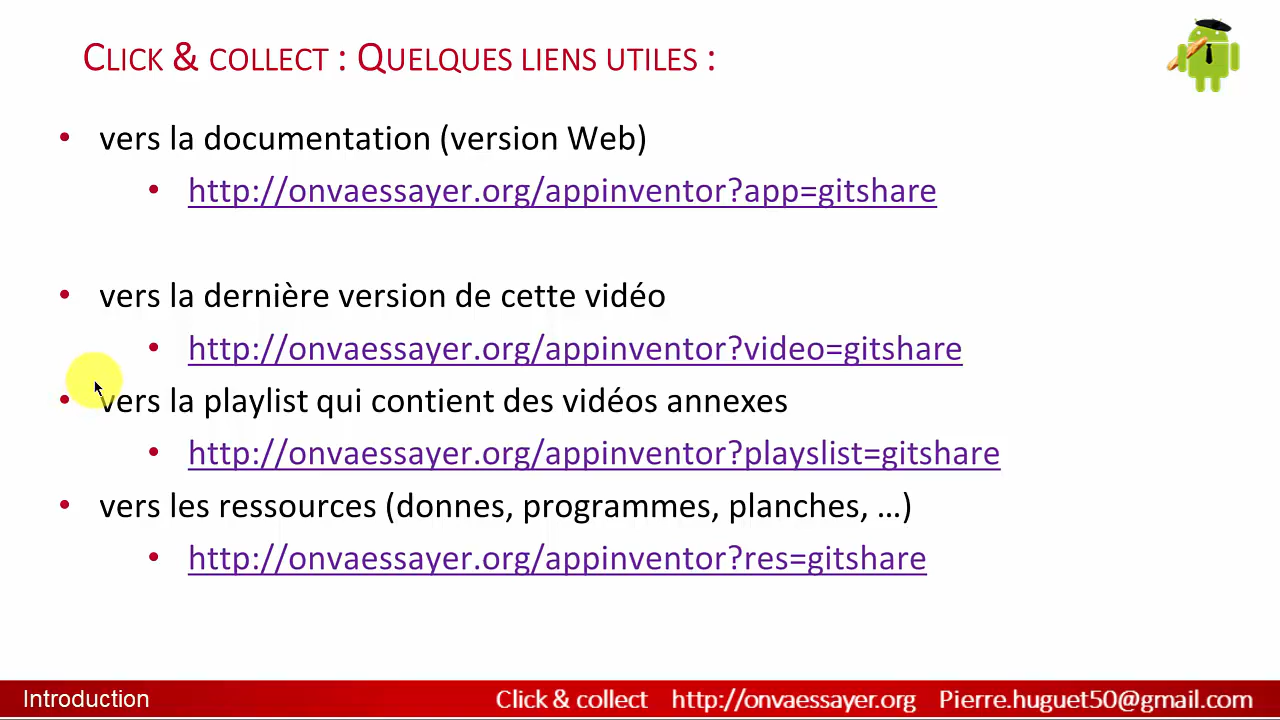 CLICK & COLLECT : QUELQUES LIENS UTILES :
• vers la documentation (version Web)
• http://onvaessayer.org/appinventor?app=gitshare
• vers la dernière version de cette vidéo
• http://onvaessayer.org/appinventor?video=gitshare
• vers la playlist qui contient des vidéos annexes
• http://onvaessayer.org/appinventor?playslist=gitshare
• vers les ressources (donnes, programmes, planches, ...)
• http://onvaessayer.org/appinventor?res=gitshare
Introduction Click & collect http://onvaessayer.org Pierre.huguet50@gmail.com